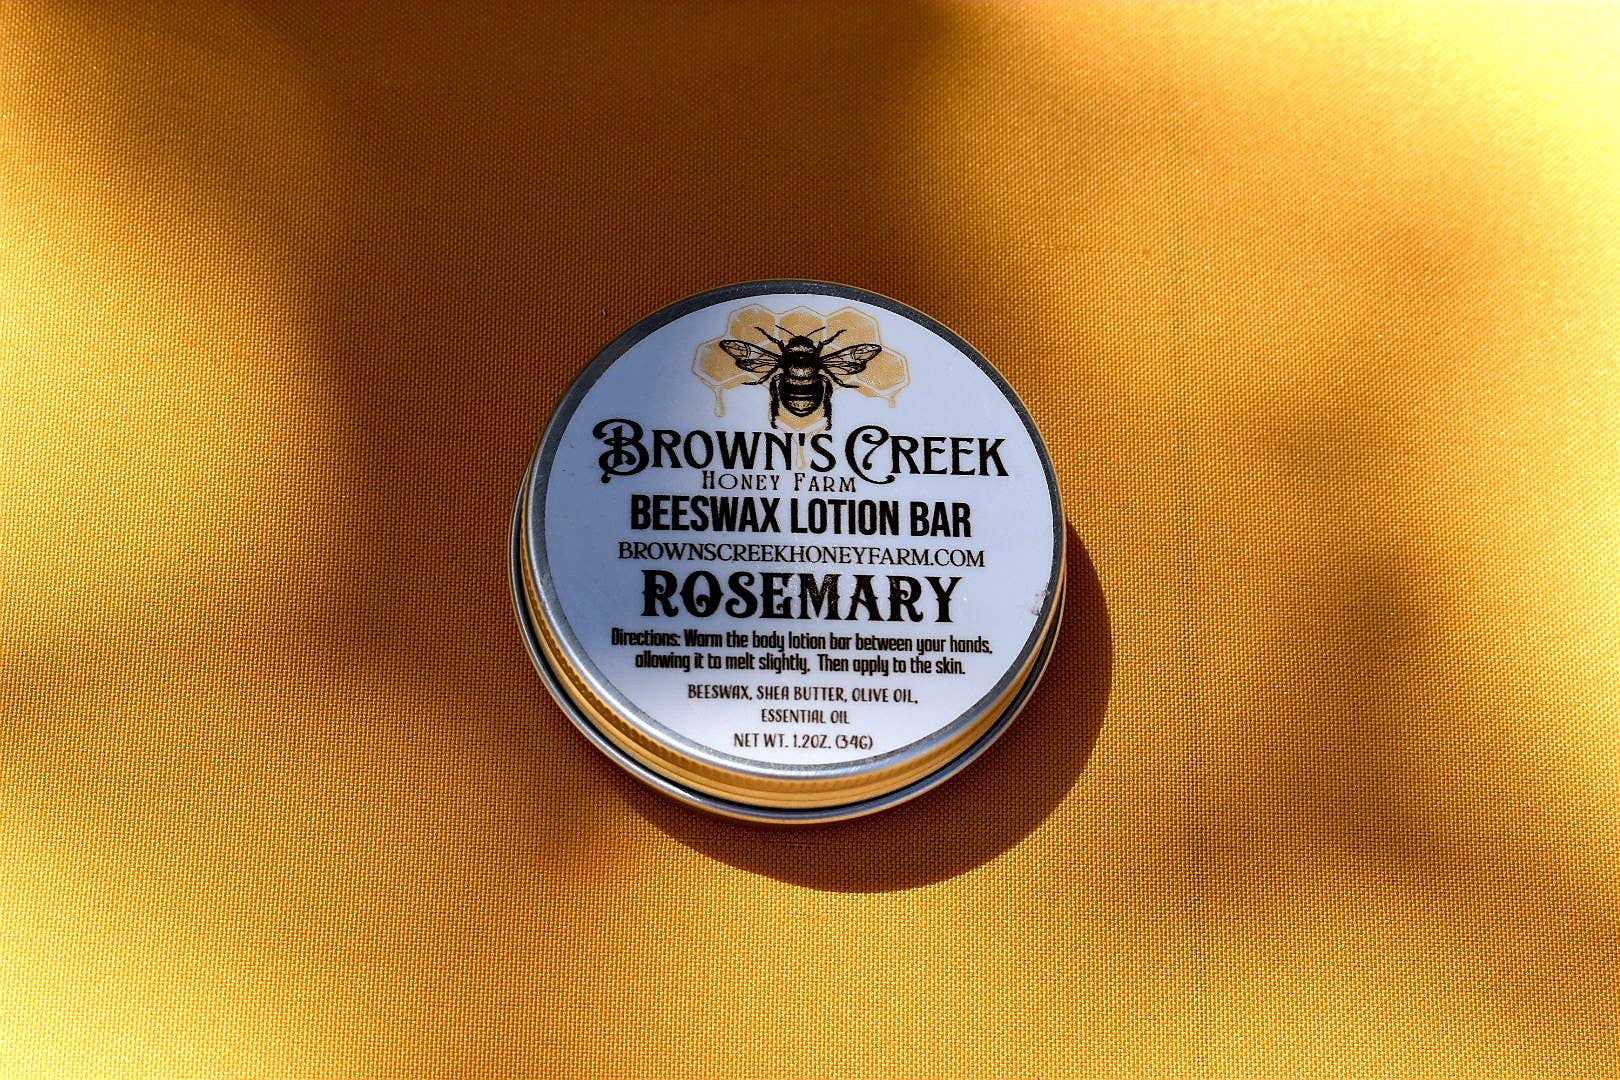 BROWN'S CREEK
HONEY FARM
BEESWAX LOTION BAR
BROWNSCREEKHONEYFARM.COM
ROSEMARY
Directions: Warm the body lotion bar between your hands,
allowing it to melt slightly. Then apply to the skin.
BEESWAX, SHEA BUTTER, OLIVE OIL,
ESSENTIAL OIL
NET WT. 1.2OZ. (34G)